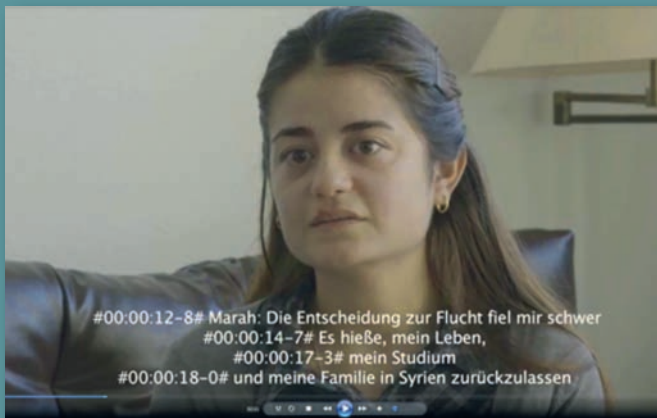 #00:00:12-8# Marah: Die Entscheidung zur Flucht fiel mir schwer
#00:00:14-7# Es hieße, mein Leben,
#00:00:17-3# mein Studium
#00:00:18-0# und meine Familie in Syrien zurückzulassen